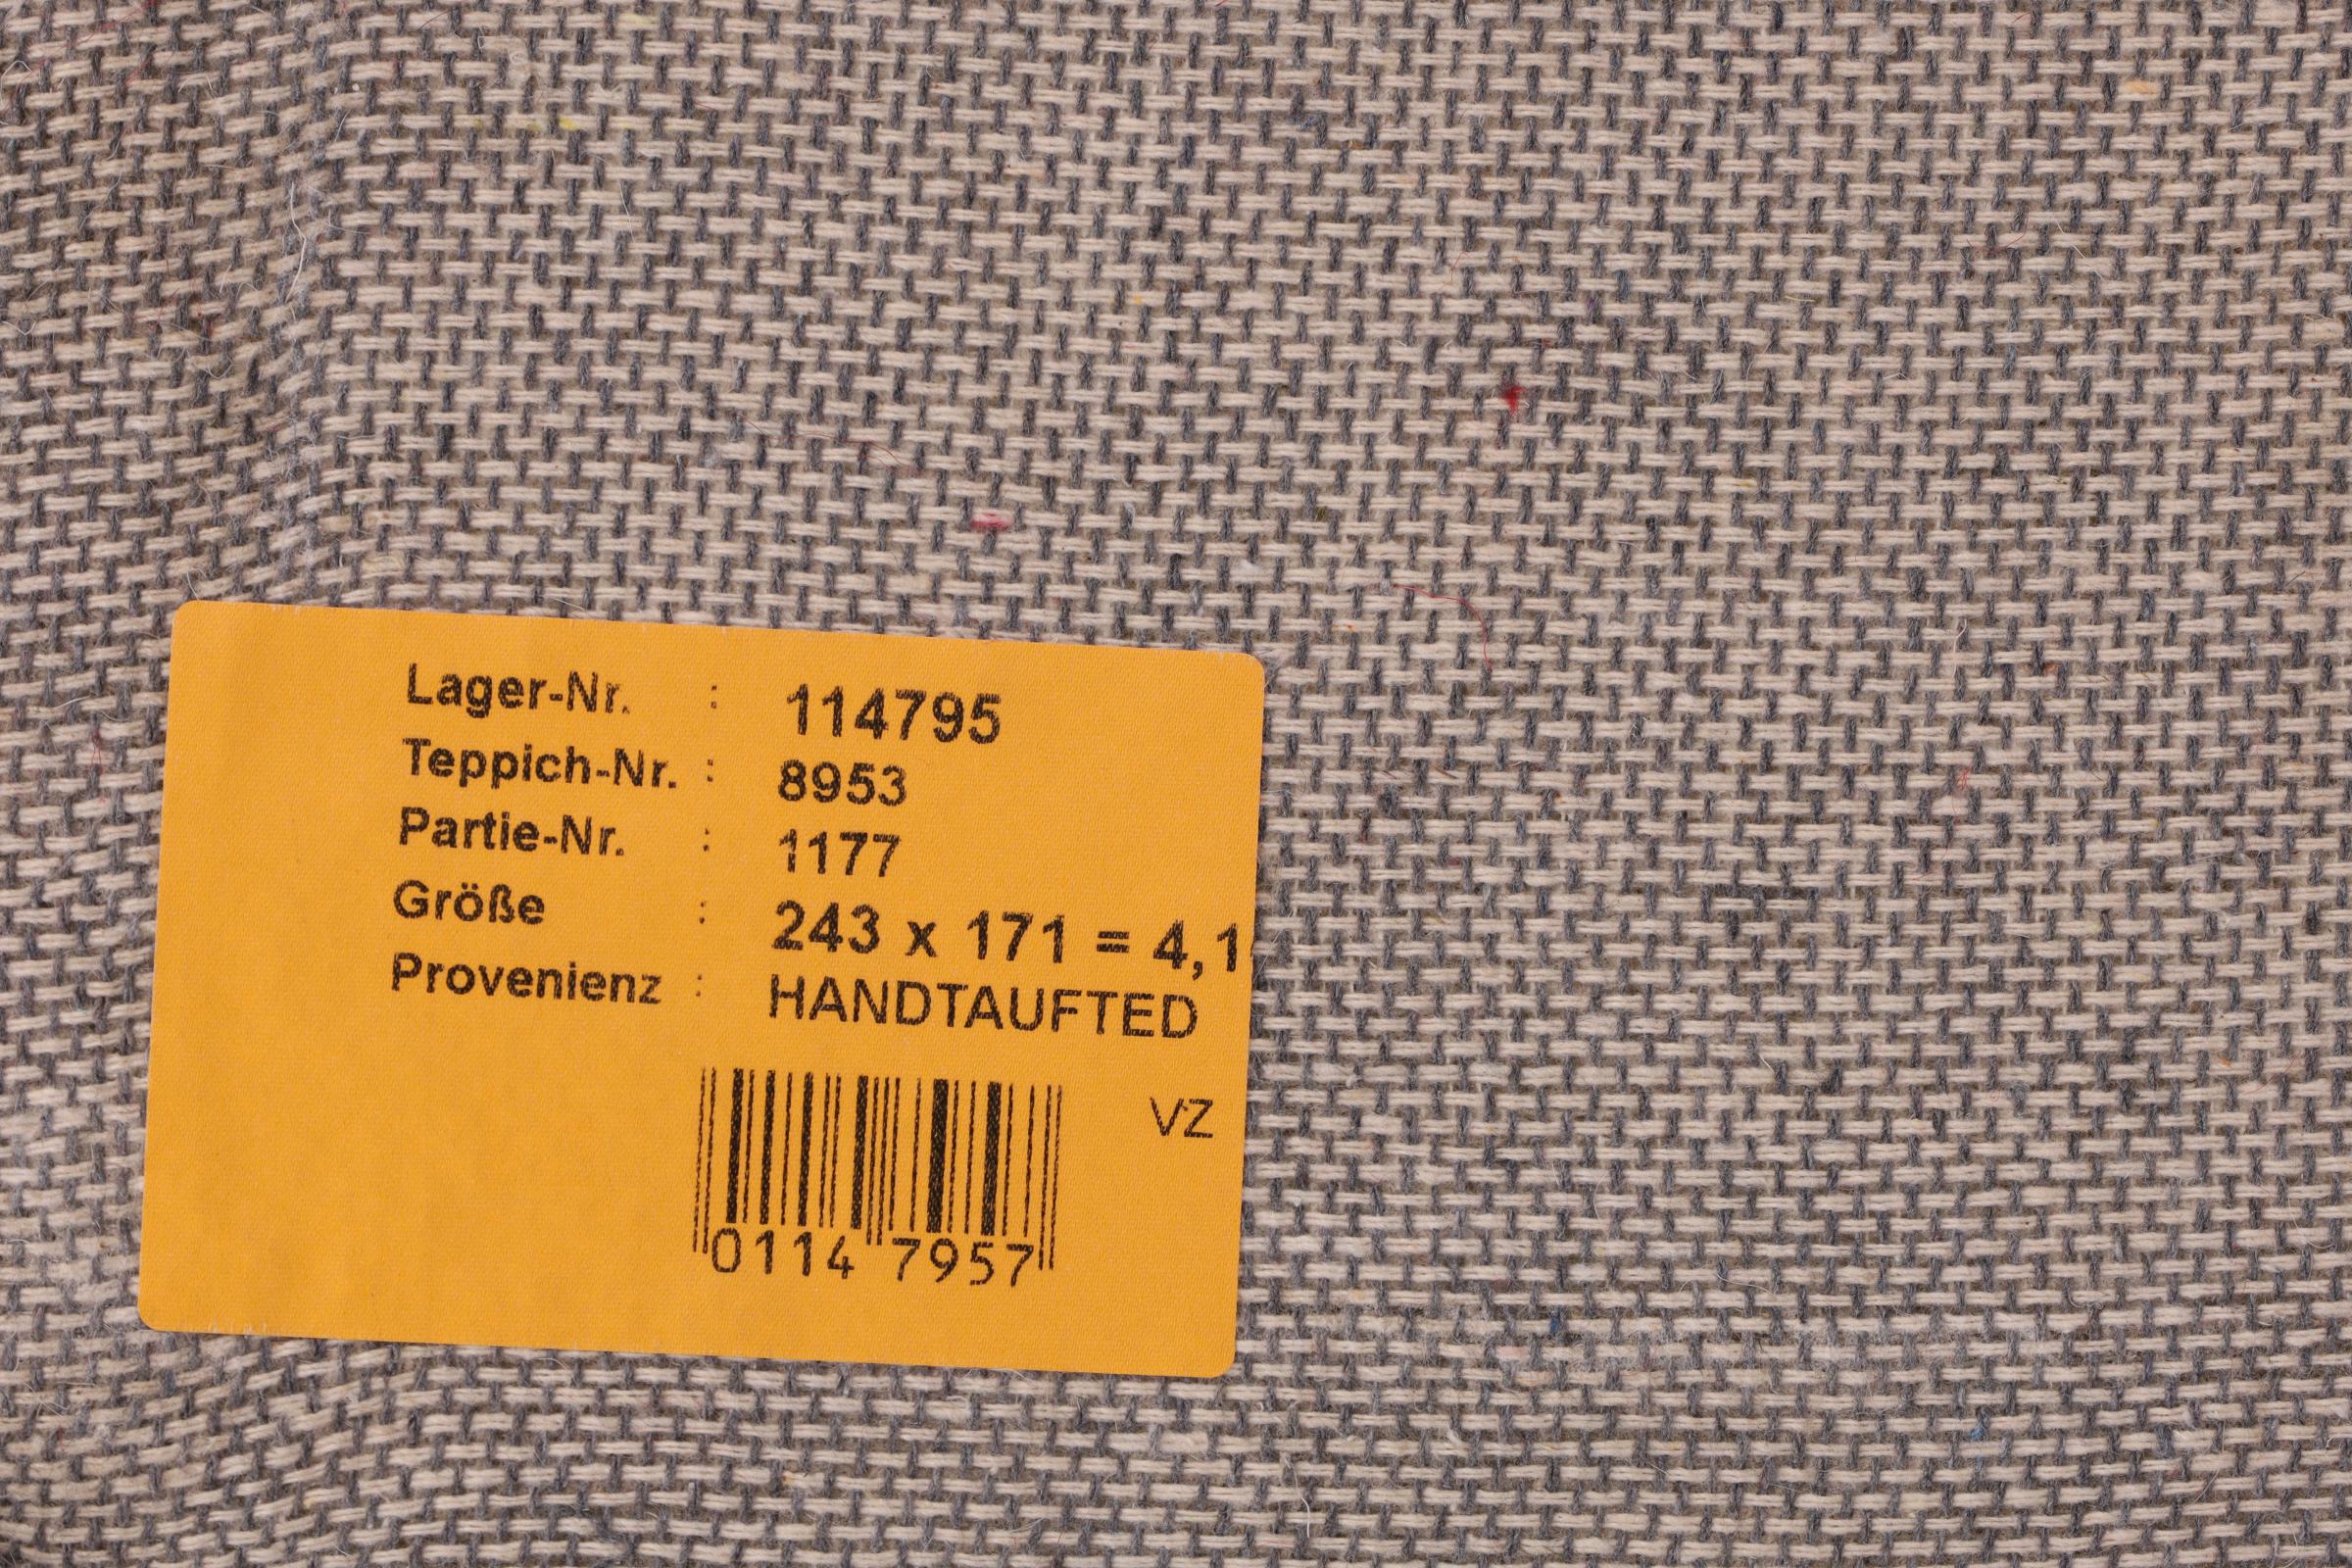 Lager-Nr. : 114795
Teppich-Nr. : 8953
Partie-Nr. : 1177
Größe : 243 x 171 = 4,1
Provenienz : HANDTAUFTED
VZ
0114 7957